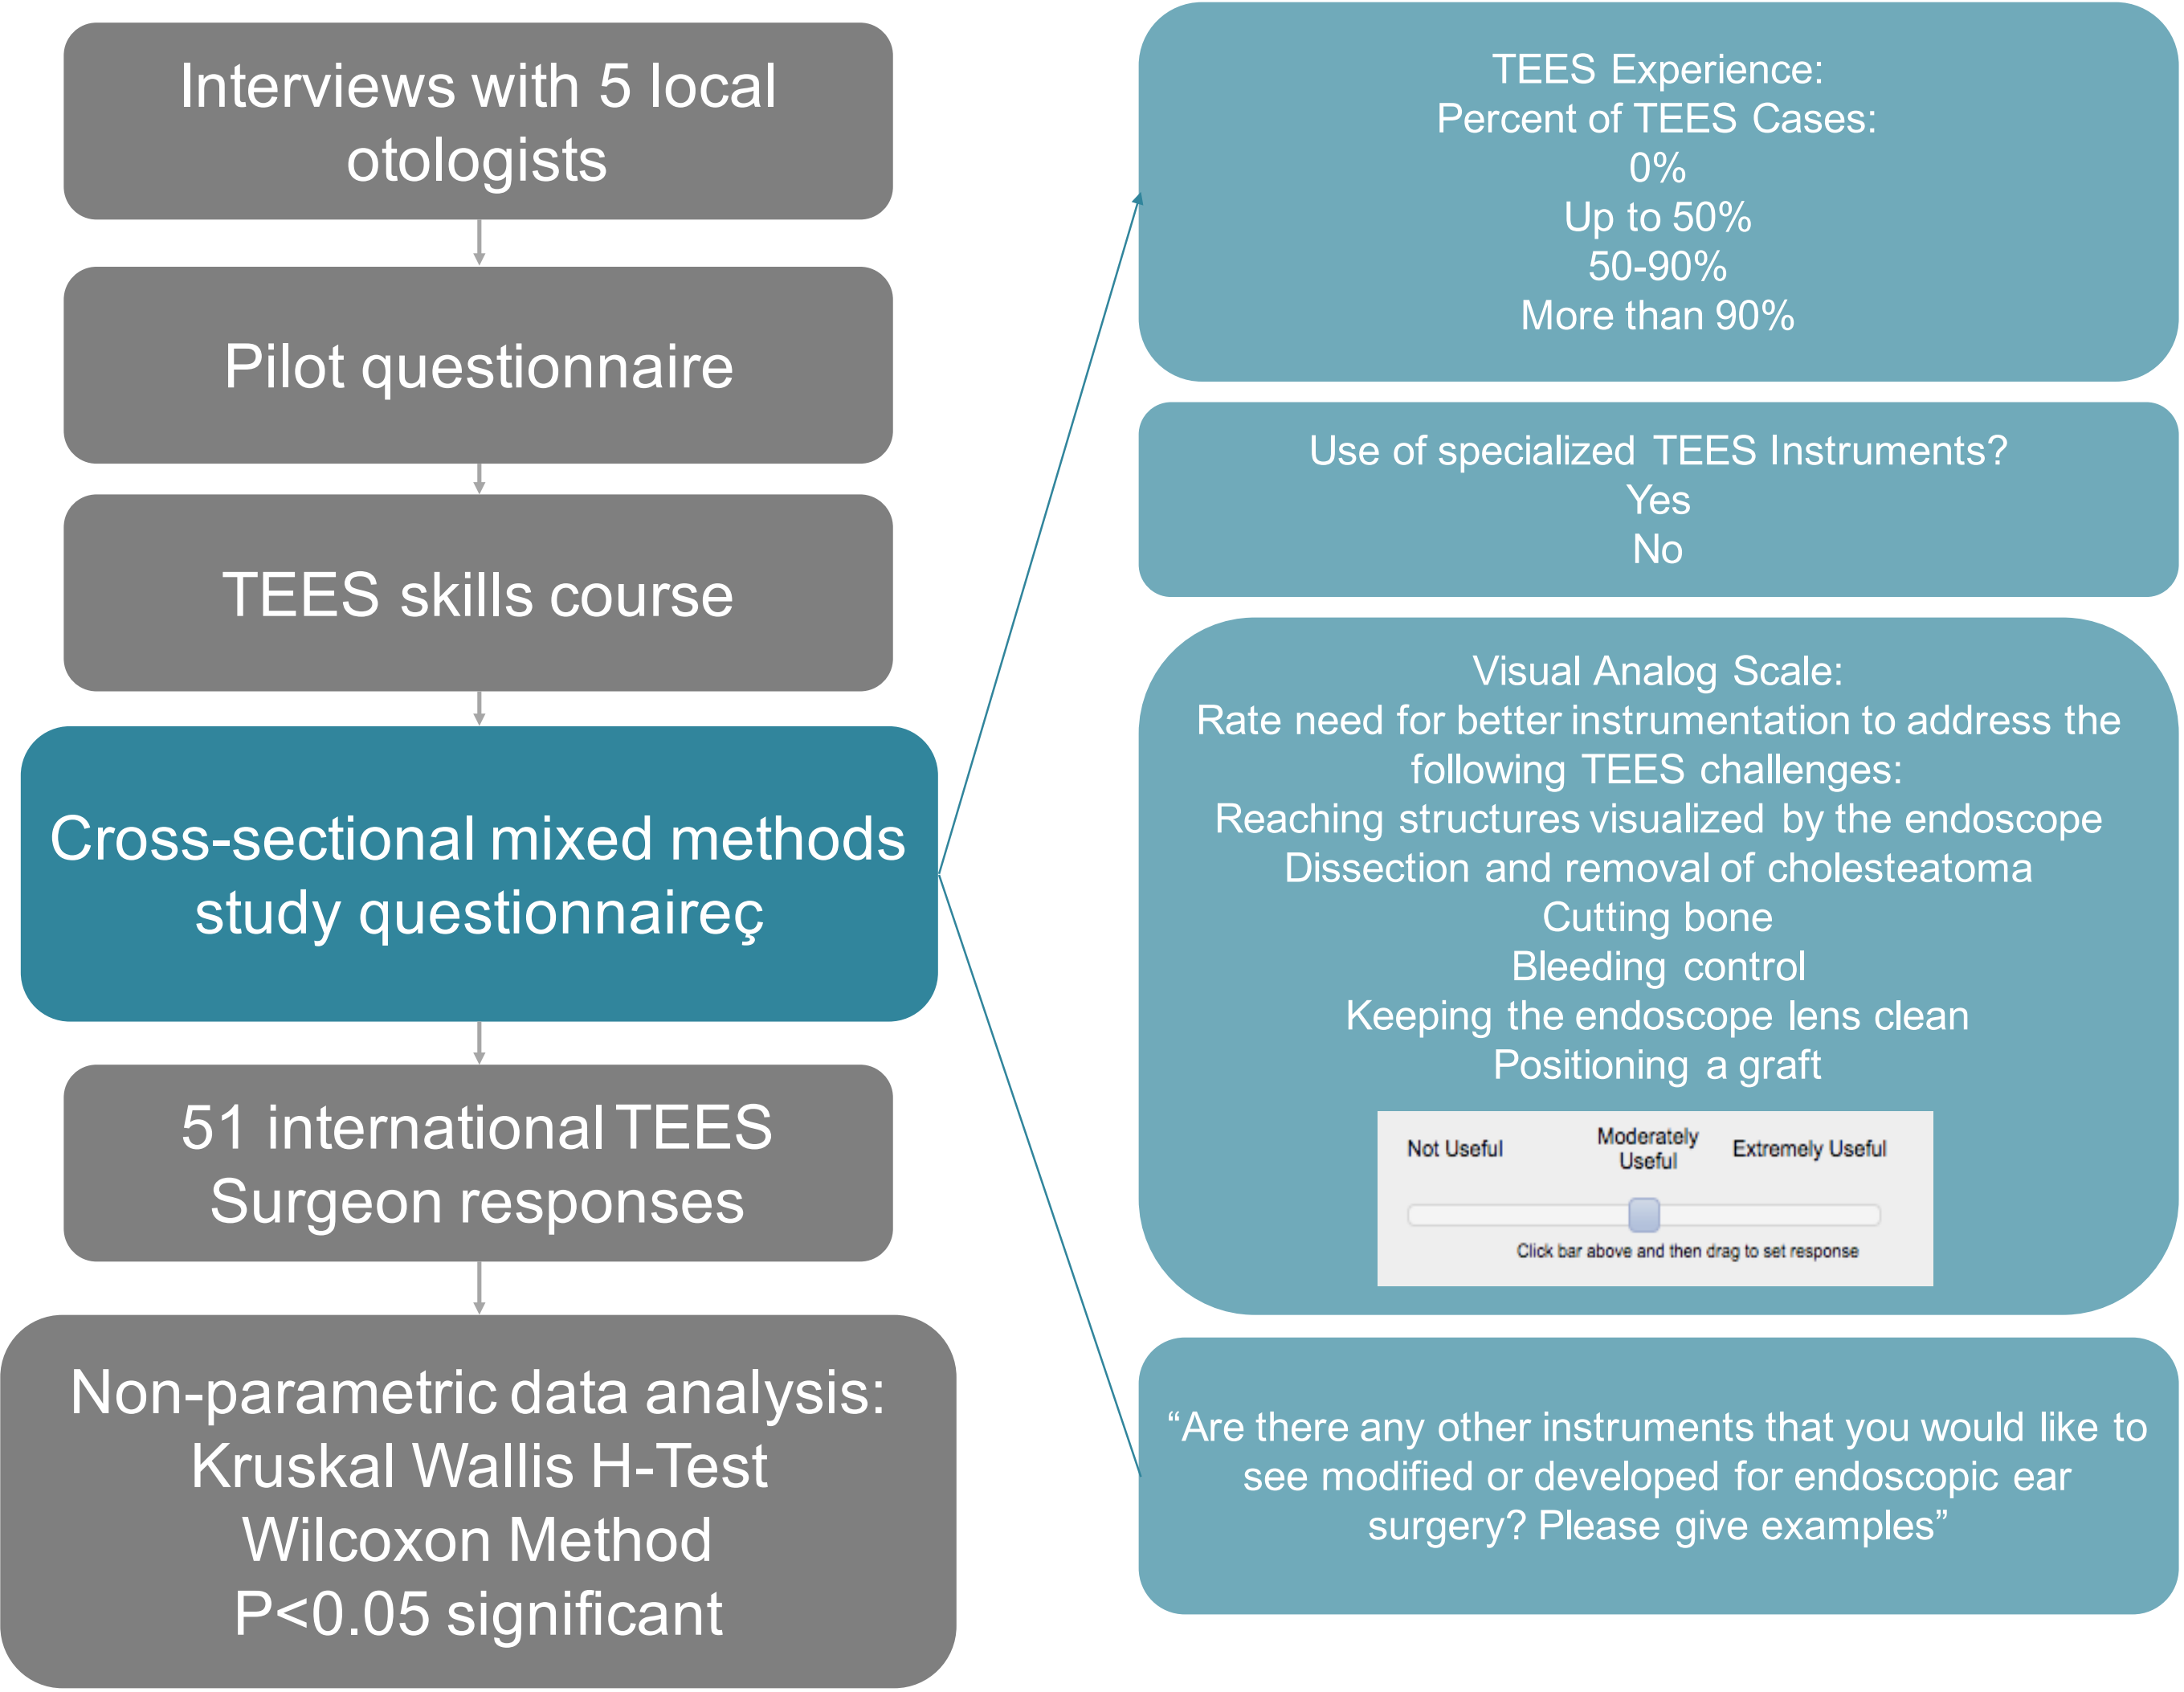 Interviews with 5 local
otologists
Pilot questionnaire
TEES skills course
Cross-sectional mixed methods
study questionnaireç
51 international TEES
Surgeon responses
Non-parametric data analysis:
Kruskal Wallis H-Test
Wilcoxon Method
P<0.05 significant
TEES Experience:
Percent of TEES Cases:
0%
Up to 50%
50-90%
More than 90%
Use of specialized TEES Instruments?
Yes
No
Visual Analog Scale:
Rate need for better instrumentation to address the
following TEES challenges:
Reaching structures visualized by the endoscope
Dissection and removal of cholesteatoma
Cutting bone
Bleeding control
Keeping the endoscope lens clean
Positioning a graft
Not Useful
Moderately
Useful
Extremely Useful
Click bar above and then drag to set response
“Are there any other instruments that you would like to
see modified or developed for endoscopic ear
surgery? Please give examples”